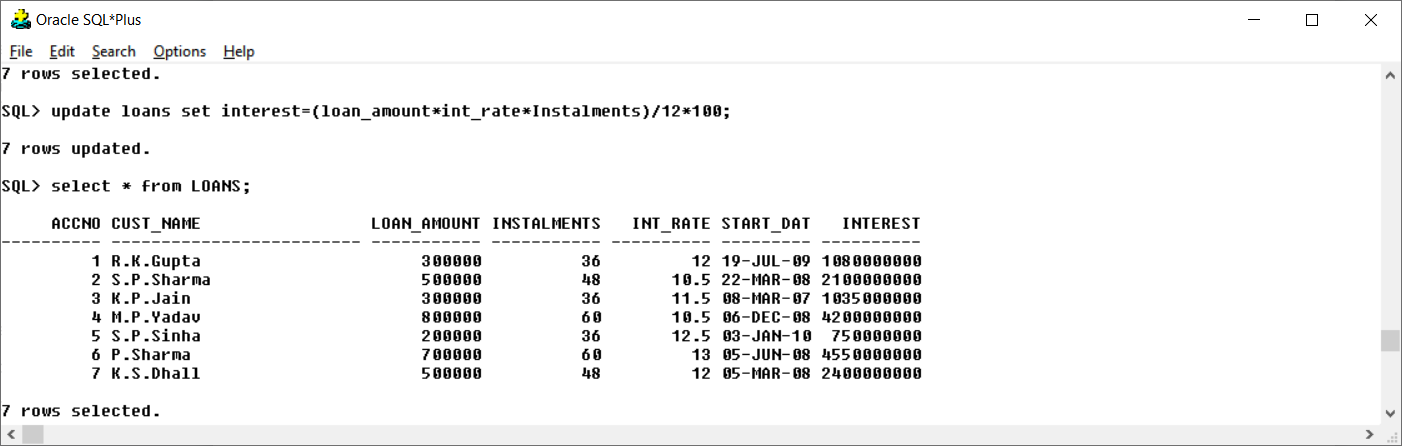 Oracle SQL*Plus
File Edit Search Options Help
7 rows selected.
SQL> update loans set interest=(loan_amount*int_rate*Instalments)/12*100;
7 rows updated.
SQL> select * from LOANS;
ACCNO CUST_NAME LOAN_AMOUNT INSTALMENTS INT_RATE START_DAT INTEREST
---------- ------------------------- ----------- ----------- ---------- --------- ----------
1 R.K.Gupta 300000 36 12 19-JUL-09 1080000000
2 S.P.Sharma 500000 48 10.5 22-MAR-08 2100000000
3 K.P.Jain 300000 36 11.5 08-MAR-07 1035000000
4 M.P.Yadav 800000 60 10.5 06-DEC-08 4200000000
5 S.P.Sinha 200000 36 12.5 03-JAN-10 750000000
6 P.Sharma 700000 60 13 05-JUN-08 4550000000
7 K.S.Dhall 500000 48 12 05-MAR-08 2400000000
7 rows selected.